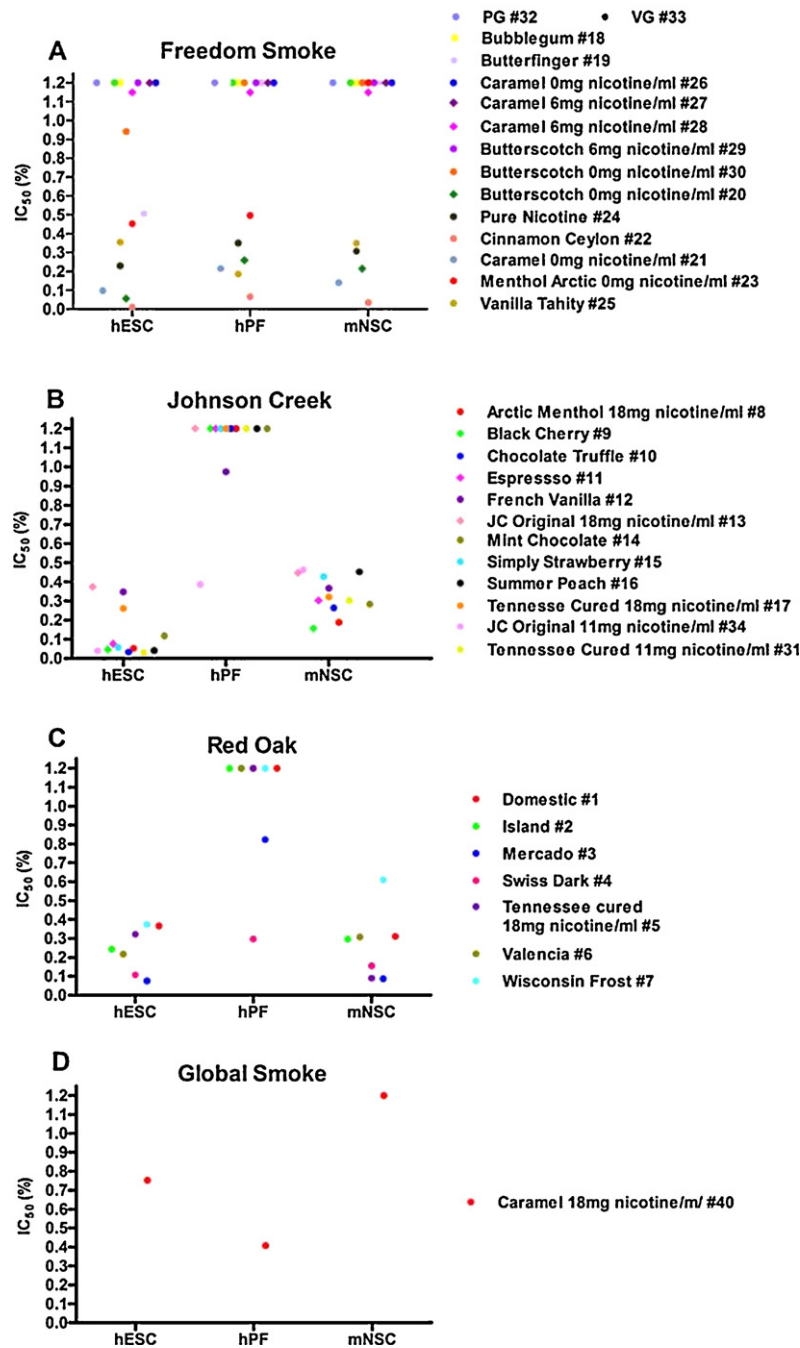 A
Freedom Smoke
PG #32
VG #33
Bubblegum #18
Butterfinger #19
Caramel 0mg nicotine/ml #26
Caramel 6mg nicotine/ml #27
Caramel 6mg nicotine/ml #28
Butterscotch 6mg nicotine/ml #29
Butterscotch 0mg nicotine/ml #30
Butterscotch 0mg nicotine/ml #20
Pure Nicotine #24
Cinnamon Ceylon #22
Caramel 0mg nicotine/ml #21
Menthol Arctic 0mg nicotine/ml #23
Vanilla Tahity #25
IC50 (%)
1.2
1.1
1.0
0.9
0.8
0.7
0.6
0.5
0.4
0.3
0.2
0.1
0.0
hESC hPF mNSC
B
Johnson Creek
Arctic Menthol 18mg nicotine/ml #8
Black Cherry #9
Chocolate Truffle #10
Espressso #11
French Vanilla #12
JC Original 18mg nicotine/ml #13
Mint Chocolate #14
Simply Strawberry #15
Summer Peach #16
Tennesse Cured 18mg nicotine/ml #17
JC Original 11mg nicotine/ml #34
Tennessee Cured 11mg nicotine/ml #31
IC50 (%)
1.2
1.1
1.0
0.9
0.8
0.7
0.6
0.5
0.4
0.3
0.2
0.1
0.0
hESC hPF mNSC
C
Red Oak
Domestic #1
Island #2
Mercado #3
Swiss Dark #4
Tennessee cured
18mg nicotine/ml #5
Valencia #6
Wisconsin Frost #7
IC50 (%)
1.2
1.1
1.0
0.9
0.8
0.7
0.6
0.5
0.4
0.3
0.2
0.1
0.0
hESC hPF mNSC
D
Global Smoke
Caramel 18mg nicotine/m/ #40
IC50 (%)
1.2
1.1
1.0
0.9
0.8
0.7
0.6
0.5
0.4
0.3
0.2
0.1
0.0
hESC hPF mNSC